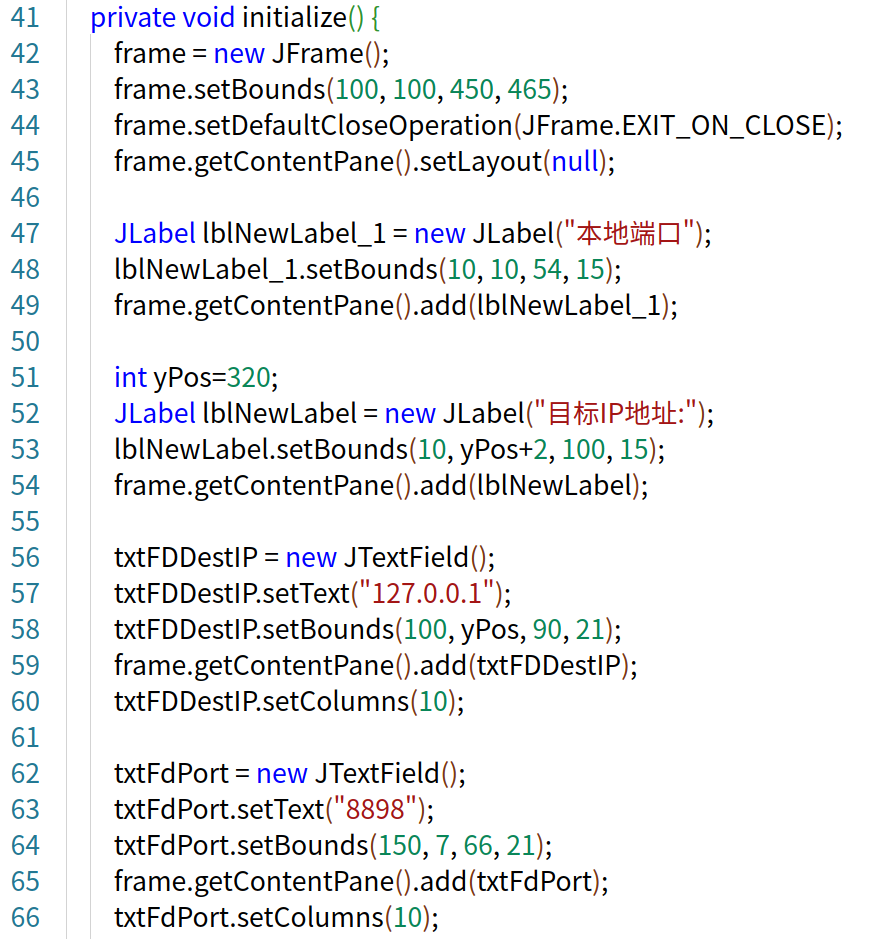 41 private void initialize() {
42 frame = new JFrame();
43 frame.setBounds(100, 100, 450, 465);
44 frame.setDefaultCloseOperation(JFrame.EXIT_ON_CLOSE);
45 frame.getContentPane().setLayout(null);
46
47 JLabel lblNewLabel_1 = new JLabel("本地端口");
48 lblNewLabel_1.setBounds(10, 10, 54, 15);
49 frame.getContentPane().add(lblNewLabel_1);
50
51 int yPos=320;
52 JLabel lblNewLabel = new JLabel("目标IP地址:");
53 lblNewLabel.setBounds(10, yPos+2, 100, 15);
54 frame.getContentPane().add(lblNewLabel);
55
56 txtFDDestIP = new JTextField();
57 txtFDDestIP.setText("127.0.0.1");
58 txtFDDestIP.setBounds(100, yPos, 90, 21);
59 frame.getContentPane().add(txtFDDestIP);
60 txtFDDestIP.setColumns(10);
61
62 txtFdPort = new JTextField();
63 txtFdPort.setText("8898");
64 txtFdPort.setBounds(150, 7, 66, 21);
65 frame.getContentPane().add(txtFdPort);
66 txtFdPort.setColumns(10);